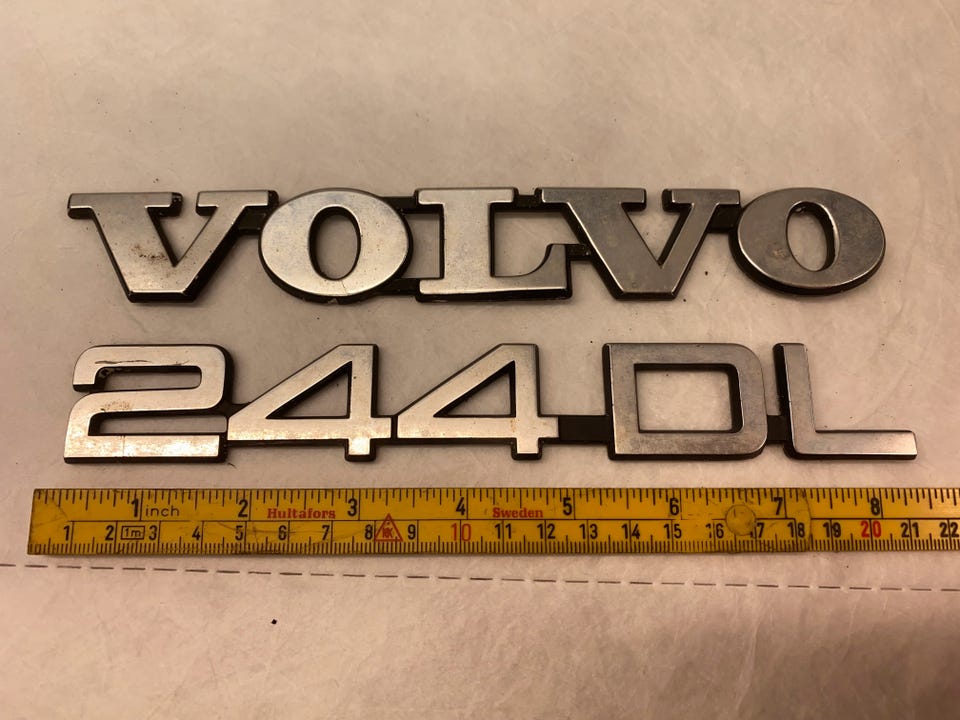 VOLVO
244DL
1 inch 2 Hultafors 3 4 Sweden 5 6 7 8
1 2 1m 3 4 5 6 7 8 9 10 11 12 13 14 15 16 17 18 19 20 21 22